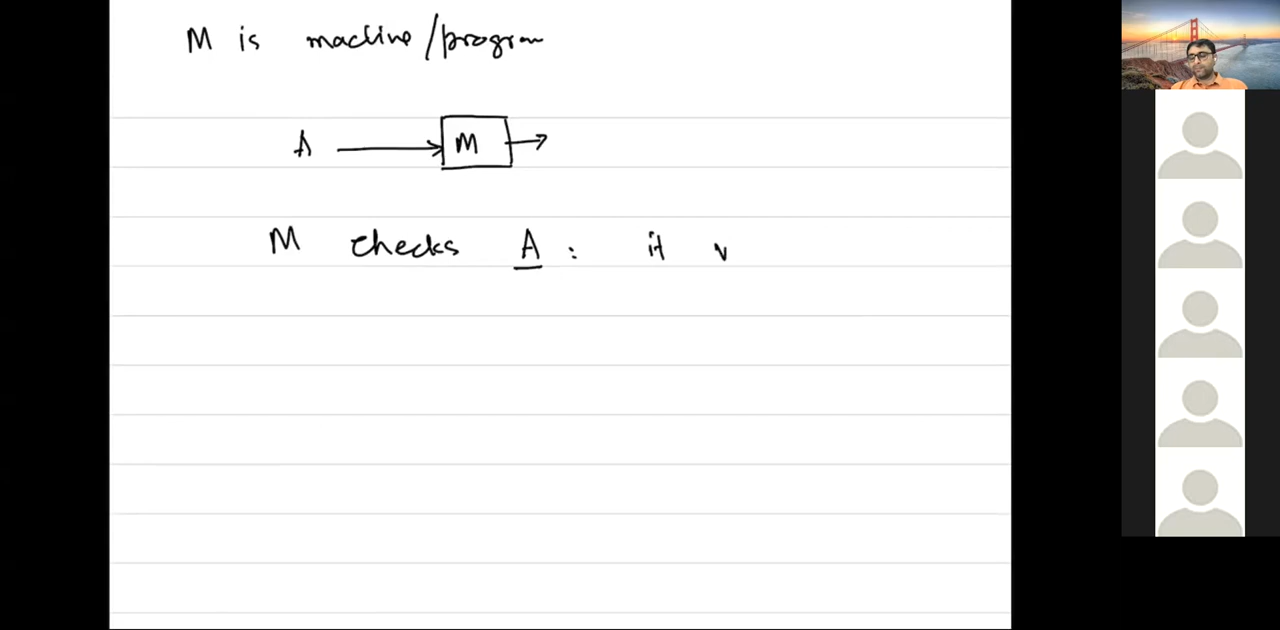 M is machine/program
A → M →
M checks A : it v